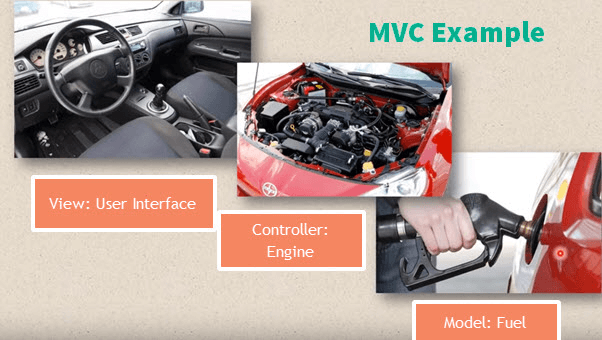 MVC Example
View: User Interface
Controller:
Engine
Model: Fuel